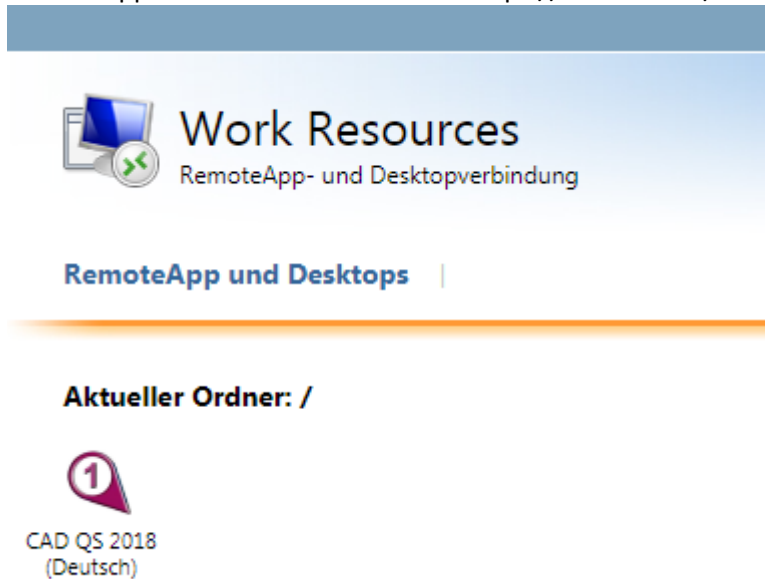 Work Resources
RemoteApp- und Desktopverbindung
RemoteApp und Desktops |
Aktueller Ordner: /
1
CAD QS 2018
(Deutsch)